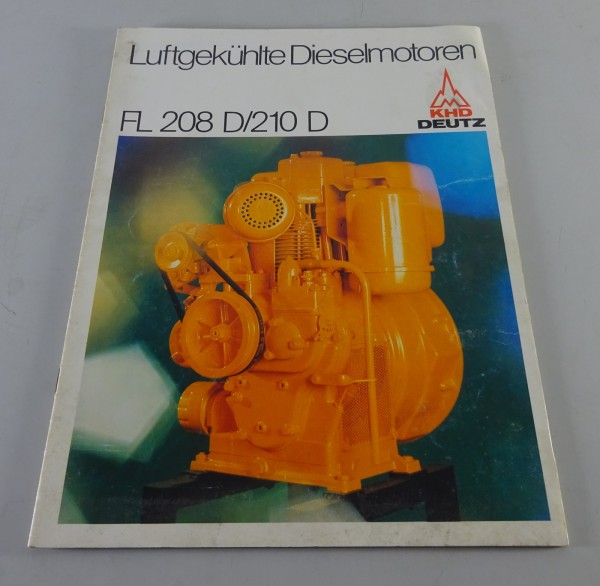 Luftgekühlte Dieselmotoren
FL 208 D/210 D
KHD
DEUTZ